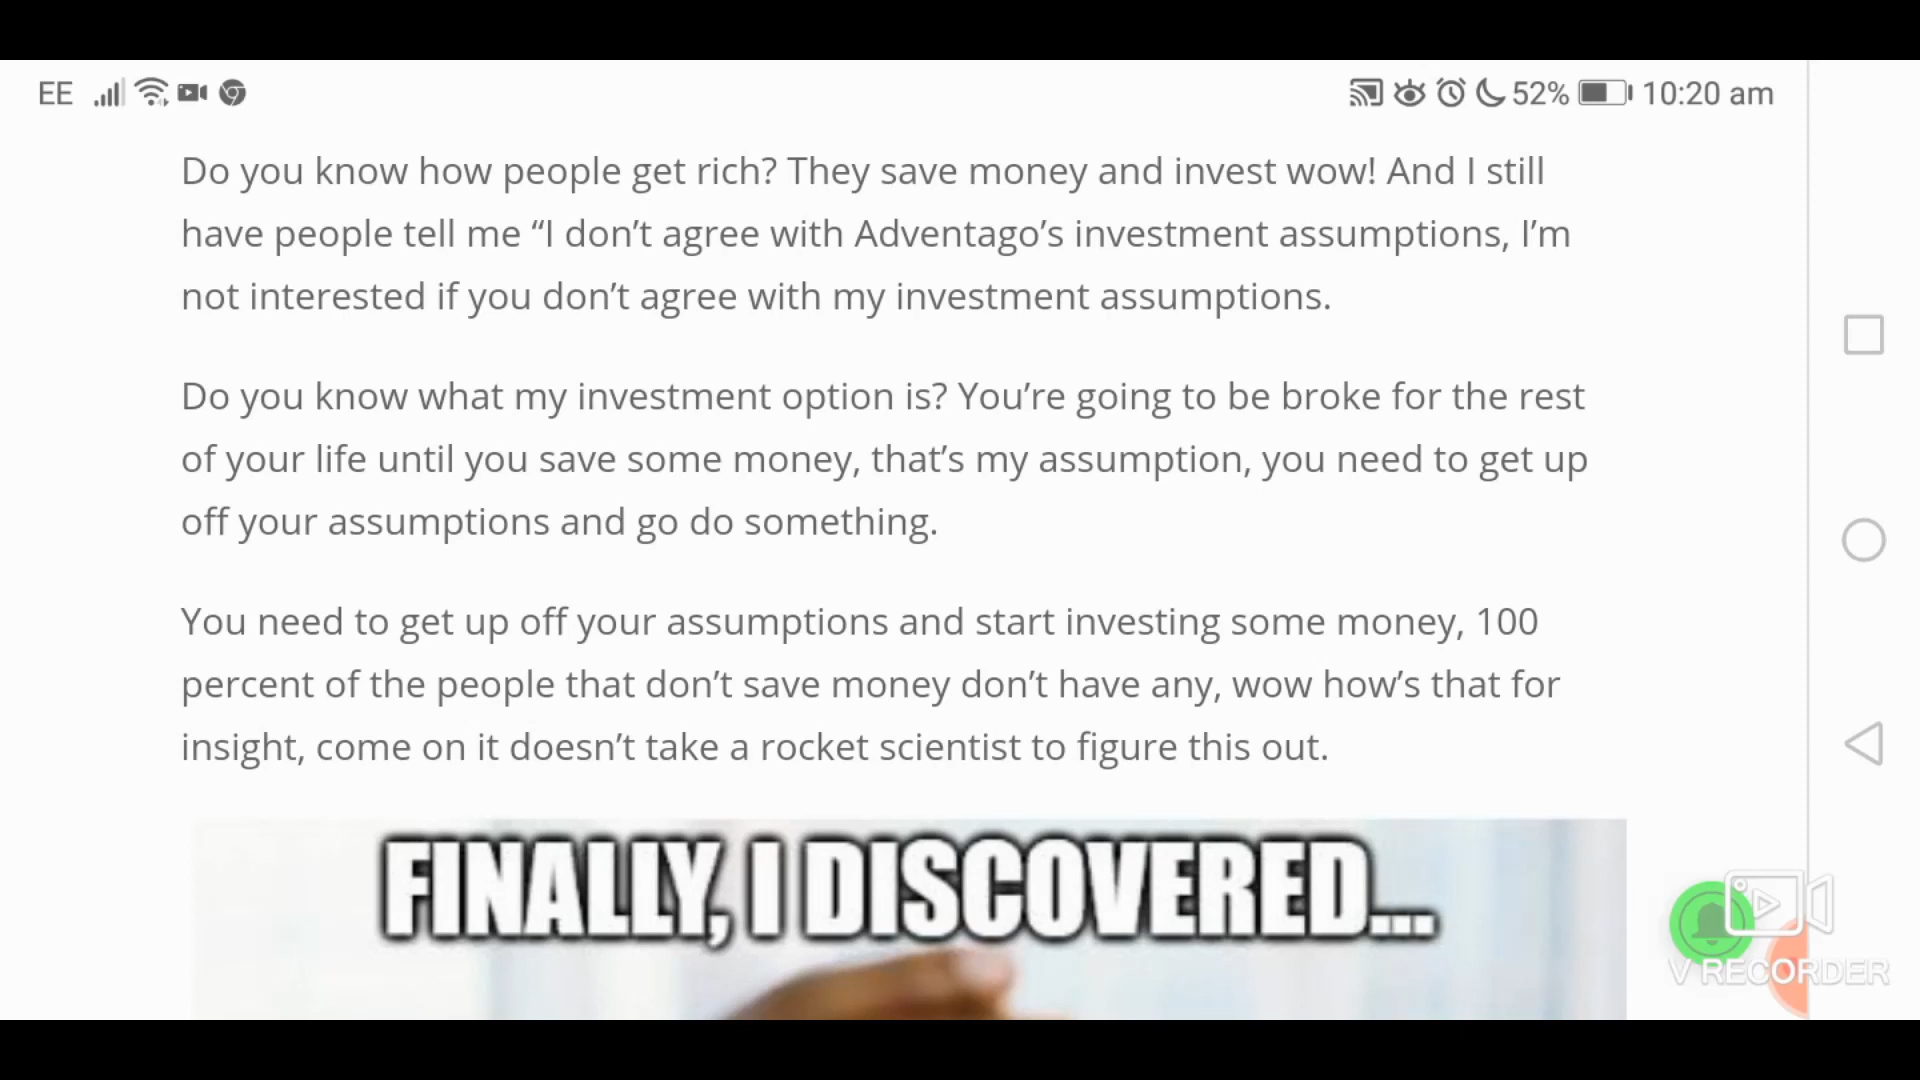 EE 52% 10:20 am
Do you know how people get rich? They save money and invest wow! And I still
have people tell me “I don’t agree with Adventago’s investment assumptions, I’m
not interested if you don’t agree with my investment assumptions.
Do you know what my investment option is? You’re going to be broke for the rest
of your life until you save some money, that’s my assumption, you need to get up
off your assumptions and go do something.
You need to get up off your assumptions and start investing some money, 100
percent of the people that don’t save money don’t have any, wow how’s that for
insight, come on it doesn’t take a rocket scientist to figure this out.
FINALLY, I DISCOVERED...
V RECORDER